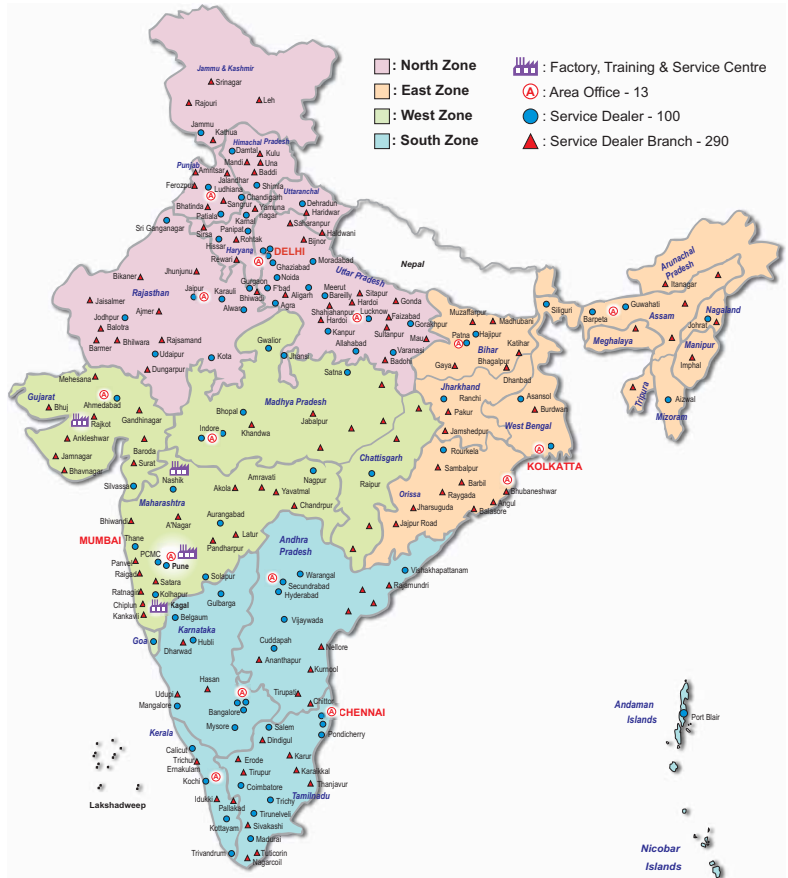 : North Zone
: East Zone
: West Zone
: South Zone
: Factory, Training & Service Centre
A : Area Office - 13
: Service Dealer - 100
: Service Dealer Branch - 290
Jammu & Kashmir
Srinagar
Rajouri
Leh
Jammu
Kathua
Himachal Pradesh
Damtal
Kulu
Mandi
Una
Baddi
Punjab
Amritsar
Jalandhar
Ferozpur
Ludhiana
Shimla
Uttaranchal
Chandigarh
Dehradun
Bhatinda
Sangrur
Yamuna
nagar
Haridwar
Patiala
Karnal
Saharanpur
Sri Ganganagar
Sirsa
Panipat
Haldwani
Hissar
Rohtak
Bijnor
Haryana
DELHI
Rewari
Moradabad
Nepal
Ghaziabad
Uttar Pradesh
Bikaner
Jhunjunu
Noida
Gurgaon
F'bad
Meerut
Sitapur
Rajasthan
Jaipur
Karauli
Bhiwadi
Aligarh
Bareilly
Hardoi
Gonda
Jaisalmer
Ajmer
Alwar
Agra
Shahjahanpur
Lucknow
Faizabad
Jodhpur
Hardoi
Gorakhpur
Balotra
Kanpur
Sultanpur
Barmer
Bhilwara
Rajsamand
Mau
Udaipur
Kota
Allahabad
Varanasi
Dungarpur
Badohi
Gwalior
Jhansi
Satna
Muzaffarpur
Madhubani
Patna
Hajipur
Bihar
Katihar
Gaya
Bhagalpur
Dhanbad
Siliguri
Arunachal
Pradesh
Itanagar
Guwahati
Barpeta
Assam
Nagaland
Johrat
Meghalaya
Manipur
Imphal
Tripura
Aizwal
Mizoram
Jharkhand
Ranchi
Asansol
Pakur
Burdwan
Jamshedpur
West Bengal
Rourkela
KOLKATTA
Sambalpur
Barbil
Orissa
Raygada
Bhubaneshwar
Jharsuguda
Angul
Balasore
Jajpur Road
Mehesana
Gujarat
Bhuj
Ahmedabad
Rajkot
Gandhinagar
Ankleshwar
Jamnagar
Baroda
Bhavnagar
Surat
Madhya Pradesh
Bhopal
Jabalpur
Indore
Khandwa
Chattisgarh
Raipur
Silvassa
Nashik
Akola
Amravati
Nagpur
Yavatmal
Maharashtra
Chandrpur
Aurangabad
Bhiwandi
A'Nagar
MUMBAI
Thane
Latur
PCMC
Pandharpur
Panvel
Pune
Raigad
Satara
Solapur
Ratnagiri
Kolhapur
Gulbarga
Chiplun
Kagal
Kankavli
Belgaum
Andhra
Pradesh
Vishakhapattanam
Warangal
Secundrabad
Hyderabad
Rajamundri
Vijaywada
Karnataka
Goa
Hubli
Dharwad
Cuddapah
Nellore
Ananthapur
Kurnool
Hasan
Tirupati
Udupi
Chittor
Mangalore
Bangalore
CHENNAI
Mysore
Salem
Pondicherry
Kerala
Dindigul
Calicut
Trichur
Erode
Karur
Ernakulam
Tirupur
Karaikkal
Kochi
Coimbatore
Thanjavur
Idukki
Trichy
Tamilnadu
Pallakad
Kottayam
Tirunelveli
Sivakashi
Madurai
Trivandrum
Tuticorin
Nagarcoil
Lakshadweep
Andaman
Islands
Port Blair
Nicobar
Islands